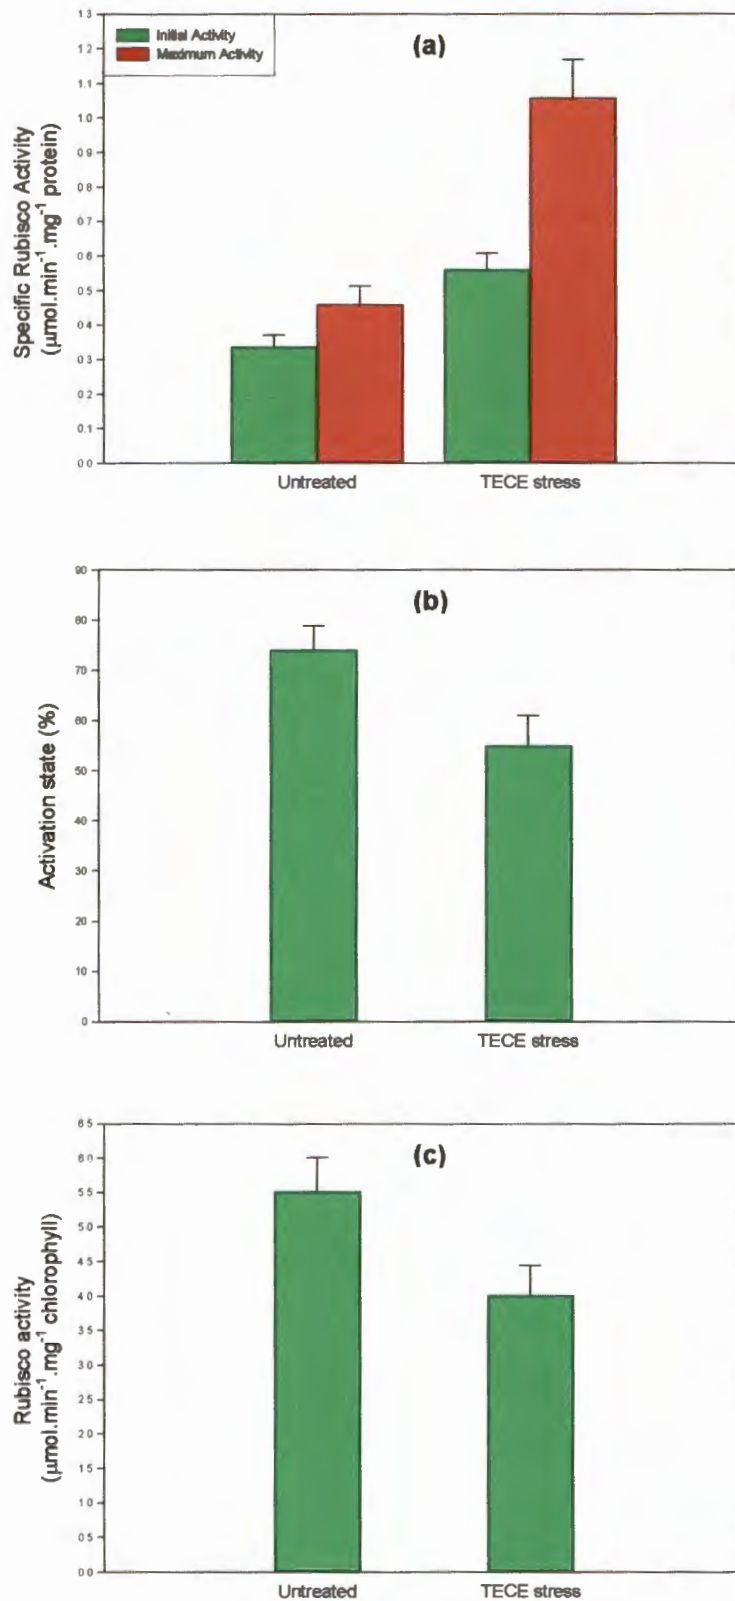 (a)
Initial Activity
Maximum Activity
Specific Rubisco Activity
(μmol.min⁻¹.mg⁻¹ protein)
1.3
1.2
1.1
1.0
0.9
0.8
0.7
0.6
0.5
0.4
0.3
0.2
0.1
0.0
Untreated TECE stress
(b)
Activation state (%)
90
80
70
60
50
40
30
20
10
0
Untreated TECE stress
(c)
Rubisco activity
(μmol.min⁻¹.mg⁻¹ chlorophyll)
6.5
6.0
5.5
5.0
4.5
4.0
3.5
3.0
2.5
2.0
1.5
1.0
0.5
0.0
Untreated TECE stress